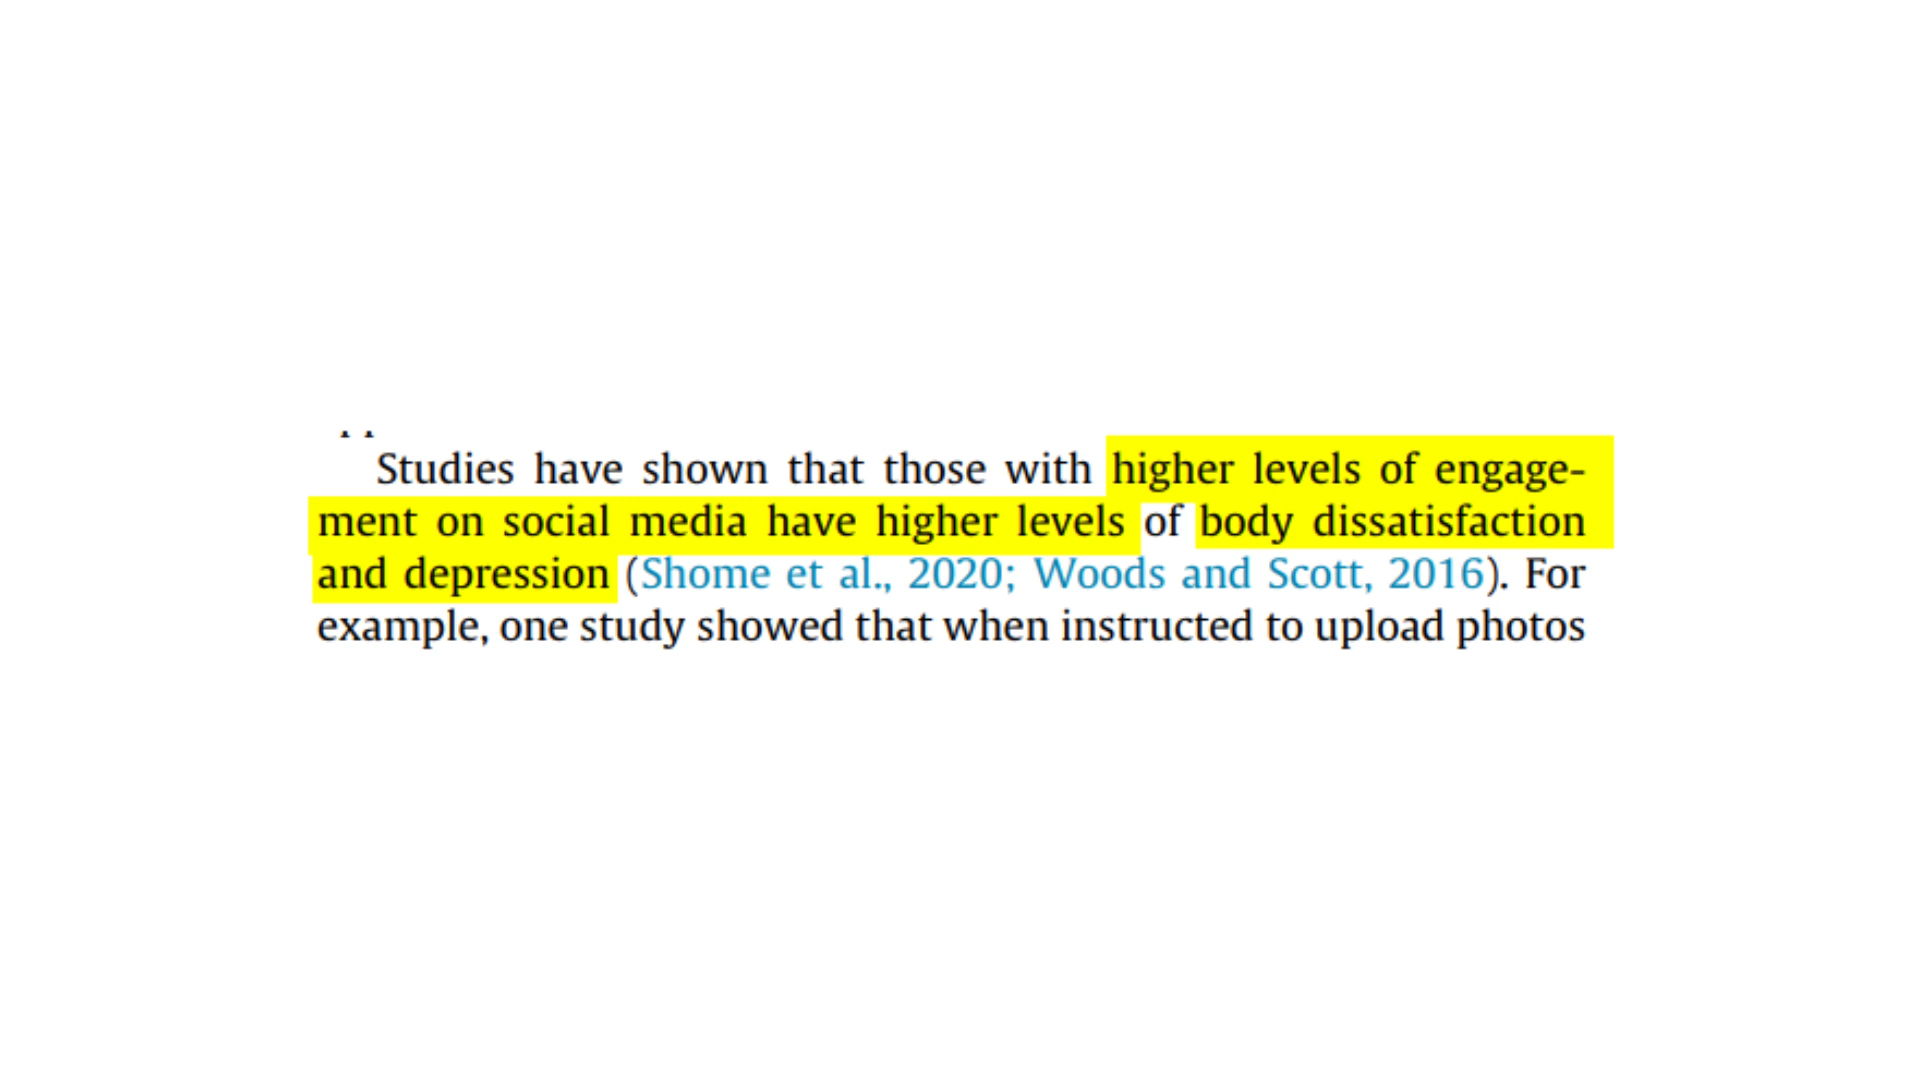 Studies have shown that those with higher levels of engage-
ment on social media have higher levels of body dissatisfaction
and depression (Shome et al., 2020; Woods and Scott, 2016). For
example, one study showed that when instructed to upload photos